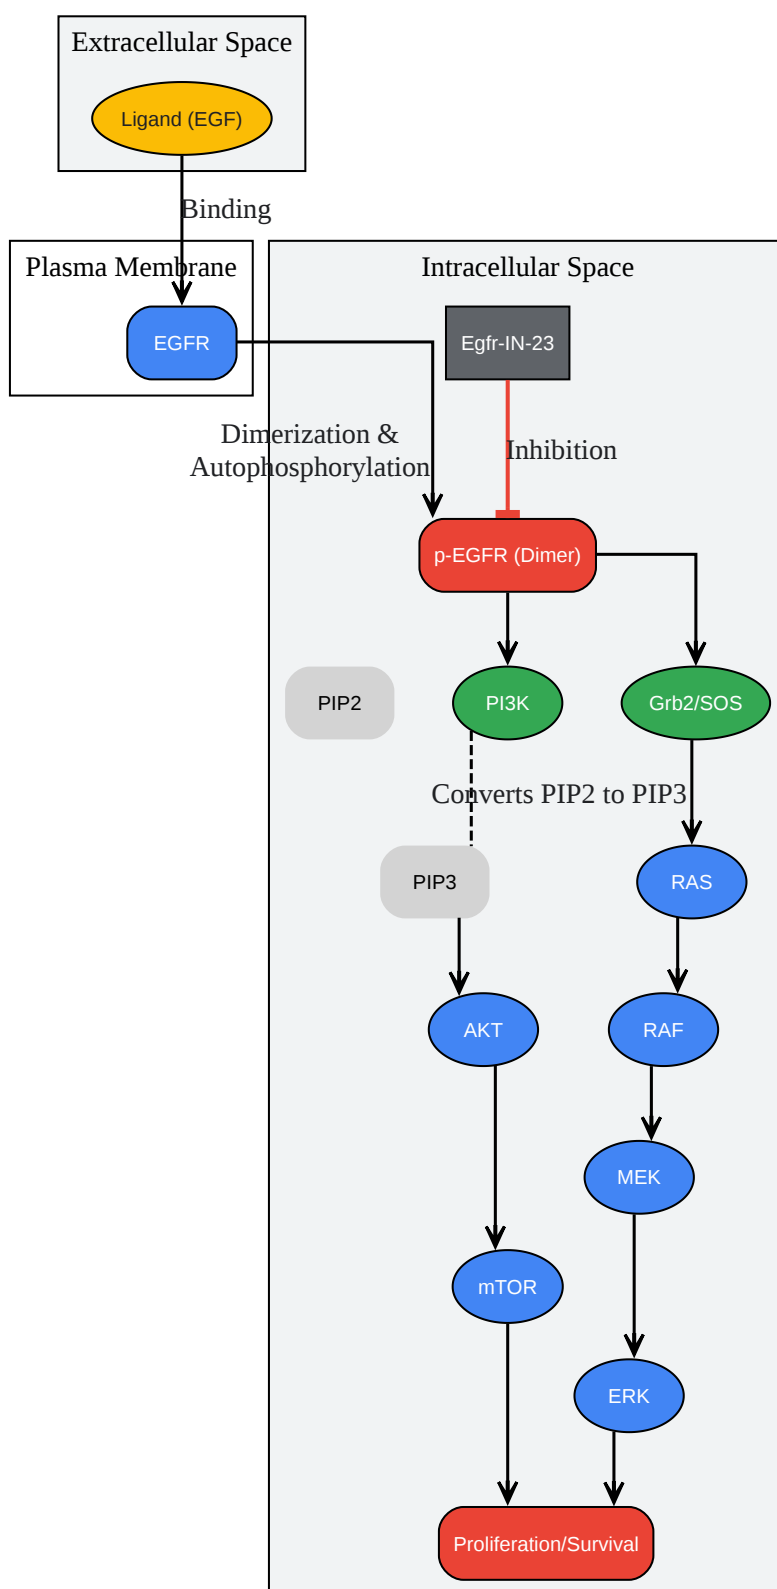 Extracellular Space
Ligand (EGF)
Binding
Plasma Membrane
Intracellular Space
EGFR
Egfr-IN-23
Dimerization &
Autophosphorylation
Inhibition
p-EGFR (Dimer)
PIP2
PI3K
Grb2/SOS
Converts PIP2 to PIP3
PIP3
RAS
AKT
RAF
MEK
mTOR
ERK
Proliferation/Survival